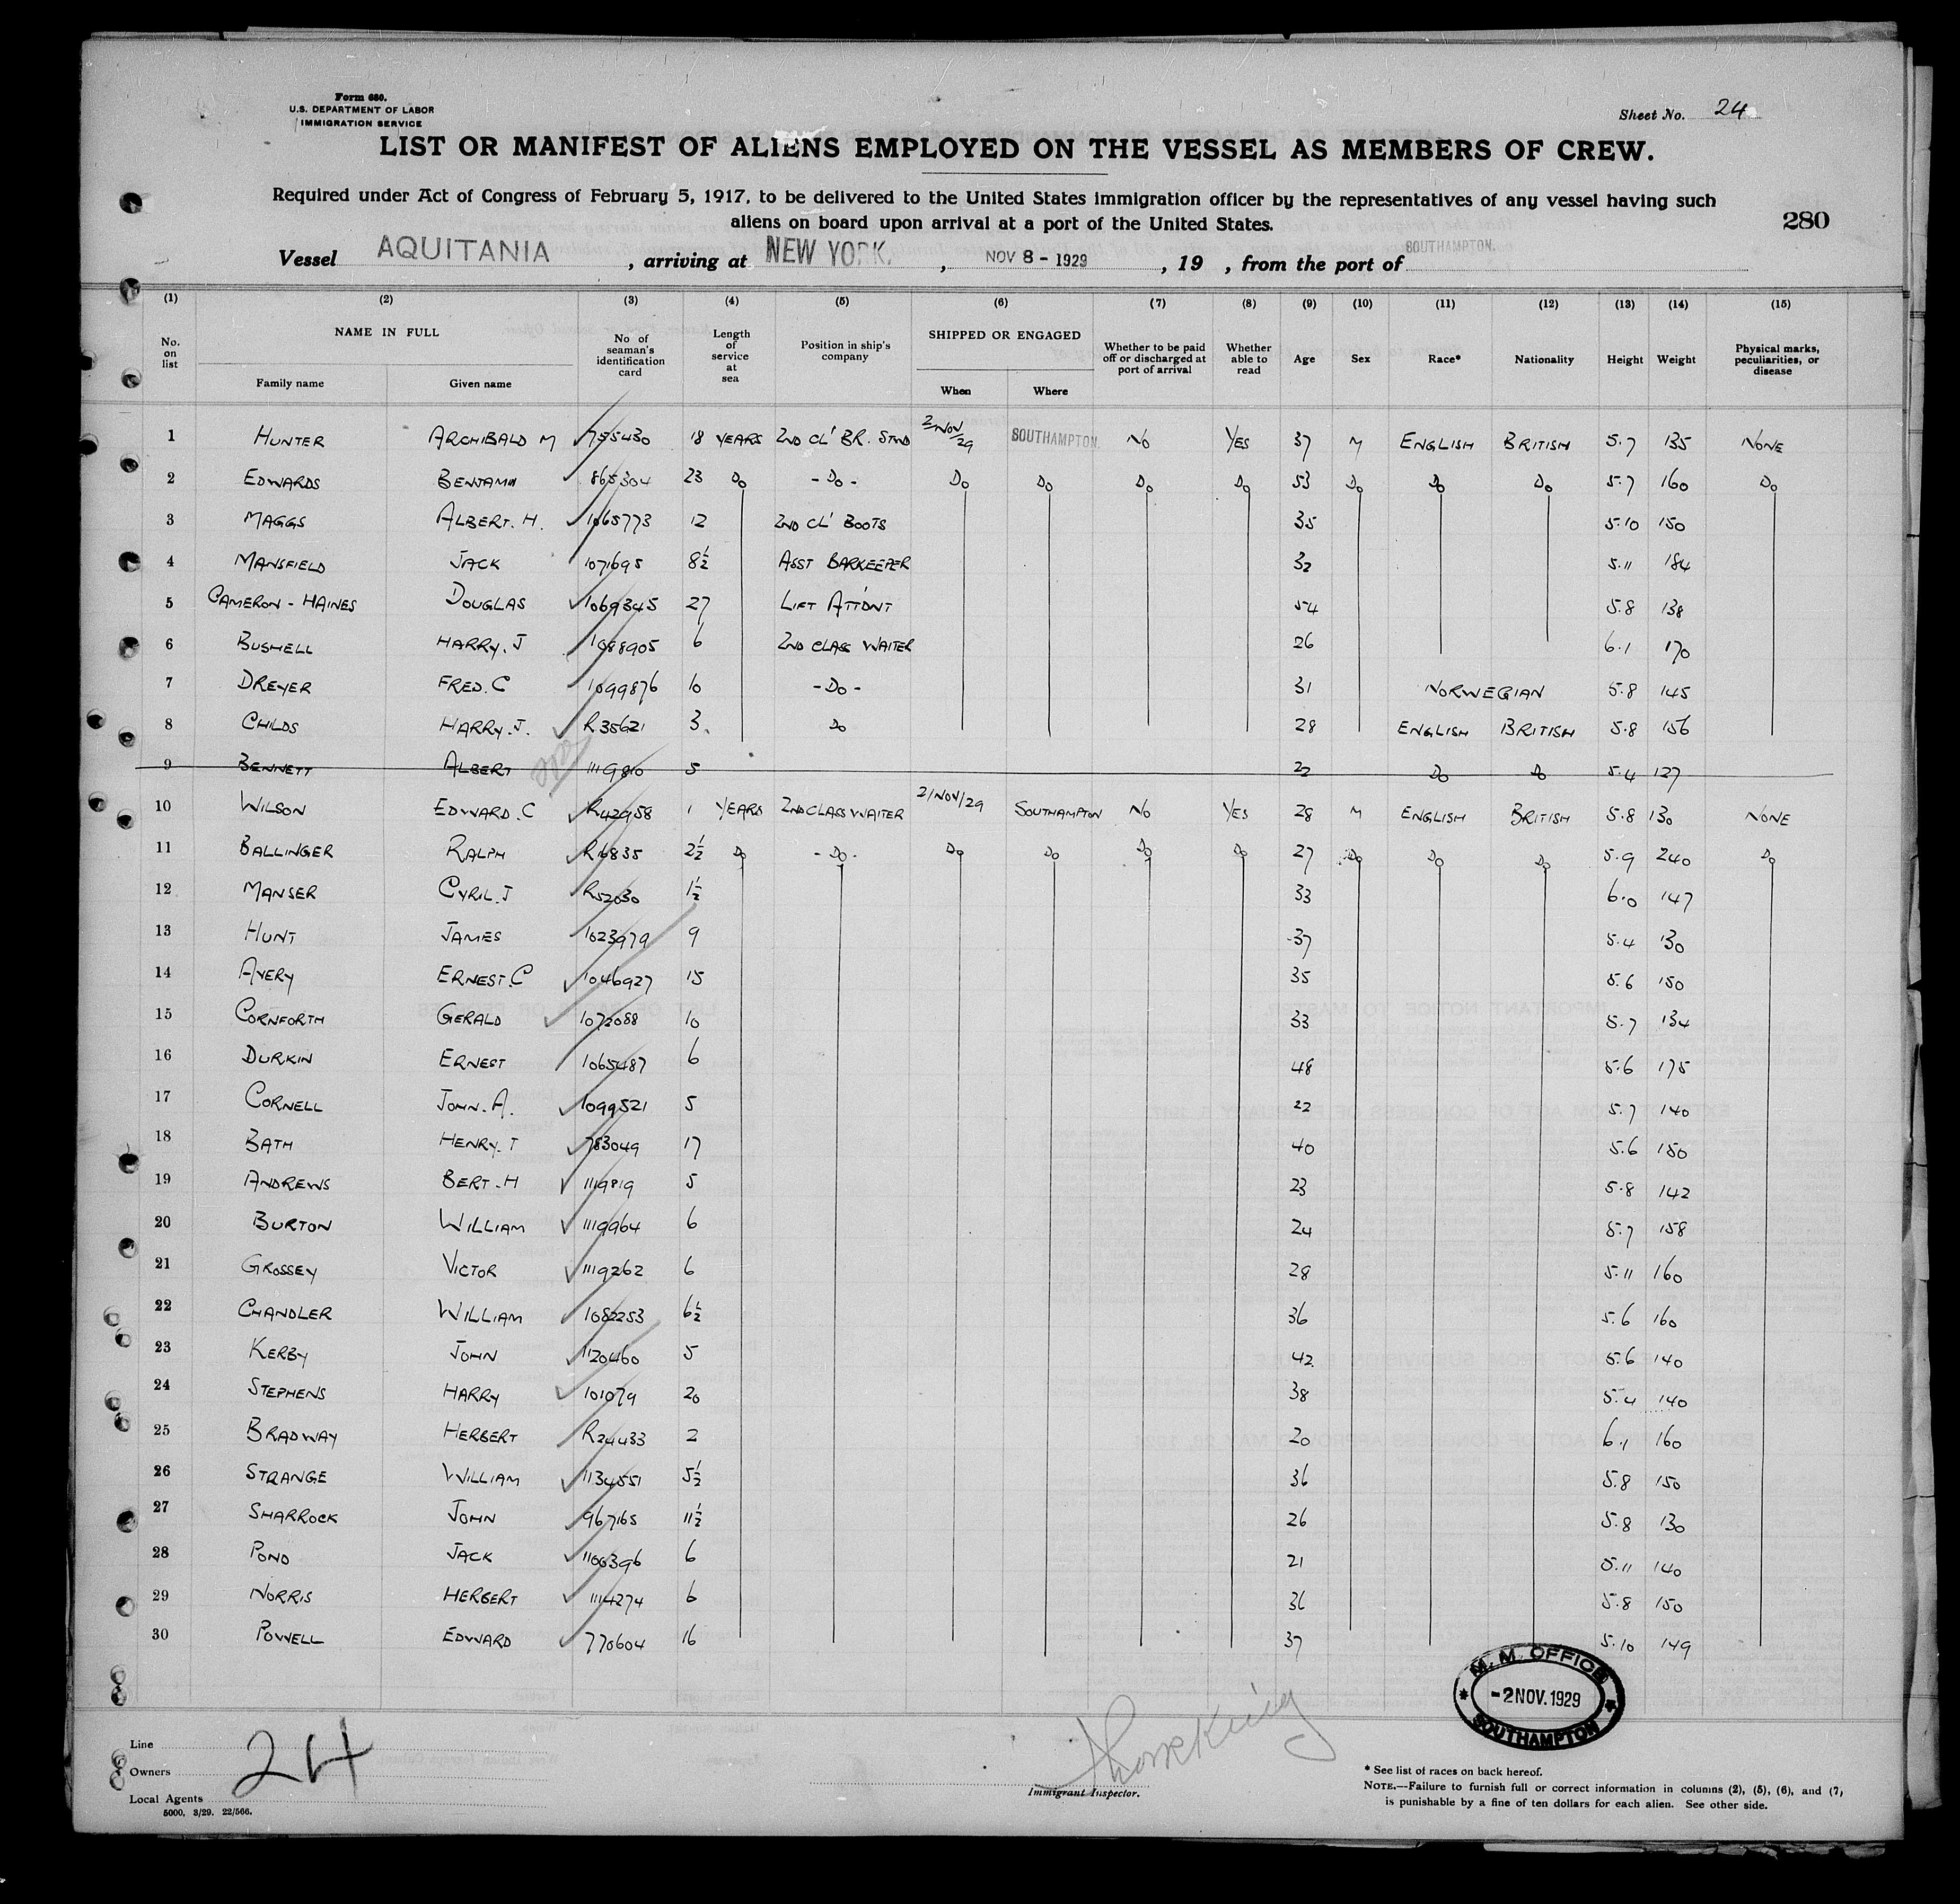 Form 680.
U.S. DEPARTMENT OF LABOR
IMMIGRATION SERVICE
Sheet No. 24
LIST OR MANIFEST OF ALIENS EMPLOYED ON THE VESSEL AS MEMBERS OF CREW.
Required under Act of Congress of February 5, 1917, to be delivered to the United States immigration officer by the representatives of any vessel having such
aliens on board upon arrival at a port of the United States.
280
Vessel AQUITANIA, arriving at NEW YORK, NOV 8 - 1929, 19 , from the port of SOUTHAMPTON.
(1) (2) (3) (4) (5) (6) (7) (8) (9) (10) (11) (12) (13) (14) (15)
No. on list NAME IN FULL Family name Given name No of seaman's identification card Length of service at sea Position in ship's company SHIPPED OR ENGAGED When Where Whether to be paid off or discharged at port of arrival Whether able to read Age Sex Race* Nationality Height Weight Physical marks, peculiarities, or disease
1 HUNTER ARCHIBALD M 755430 18 YEARS 2ND CL' BR. STWD 2/NOV/29 SOUTHAMPTON. NO YES 37 M ENGLISH BRITISH 5.7 135 NONE
2 EDWARDS BENJAMIN 865304 23 DO - DO - DO DO DO DO 53 DO DO DO 5.7 160 DO
3 MAGGS ALBERT. H. 1065773 12 2ND CL' BOOTS 35 5.10 150
4 MANSFIELD JACK 1071695 8½ ASST BARKEEPER 32 5.11 184
5 CAMERON - HAINES DOUGLAS 1069345 27 LIFT ATT'DNT 54 5.8 138
6 BUSHELL HARRY. J 1088905 6 2ND CLASS WAITER 26 6.1 170
7 DREYER FRED. C 1099876 10 - DO - 31 NORWEGIAN 5.8 145
8 CHILDS HARRY. J. R35621 3. DO 28 ENGLISH BRITISH 5.8 156
9 BENNETT ALBERT 1119810 5 22 DO DO 5.4 127
10 WILSON EDWARD. C R42958 1 YEARS 2ND CLASS WAITER 2/NOV/29 SOUTHAMPTON NO YES 28 M ENGLISH BRITISH 5.8 130 NONE
11 BALLINGER RALPH R16835 2½ DO - DO - DO DO DO DO 27 DO DO DO 5.9 240 DO
12 MANSER CYRIL. J R52030 1½ 33 6.0 147
13 HUNT JAMES 1023979 9 37 5.4 130
14 AVERY ERNEST. C 1046927 15 35 5.6 150
15 CORNFORTH GERALD 1072088 10 33 5.7 134
16 DURKIN ERNEST 1065487 6 48 5.6 175
17 CORNELL JOHN. A. 1099521 5 22 5.7 140
18 BATH HENRY. T 783049 17 40 5.6 150
19 ANDREWS BERT. H 1119819 5 23 5.8 142
20 BURTON WILLIAM 1119964 6 24 5.7 158
21 GROSSEY VICTOR 1119262 6 28 5.11 160
22 CHANDLER WILLIAM 1082253 6½ 36 5.6 160
23 KERBY JOHN 1120460 5 42 5.6 140
24 STEPHENS HARRY 101079 20 38 5.4 140
25 BRADWAY HERBERT R24433 2 20 6.1 160
26 STRANGE WILLIAM 1134551 5½ 36 5.8 150
27 SHARROCK JOHN 967165 11½ 26 5.8 130
28 POND JACK 1106396 6 21 5.11 140
29 NORRIS HERBERT 1114274 6 36 5.8 150
30 POWELL EDWARD 770604 16 37 5.10 149
M. M. OFFICE
- 2 NOV. 1929
SOUTHAMPTON
Line
Owners
Local Agents
24
5000. 3/29. 22/566.
Immigrant Inspector.
* See list of races on back hereof.
NOTE.—Failure to furnish full or correct information in columns (2), (5), (6), and (7,
is punishable by a fine of ten dollars for each alien. See other side.